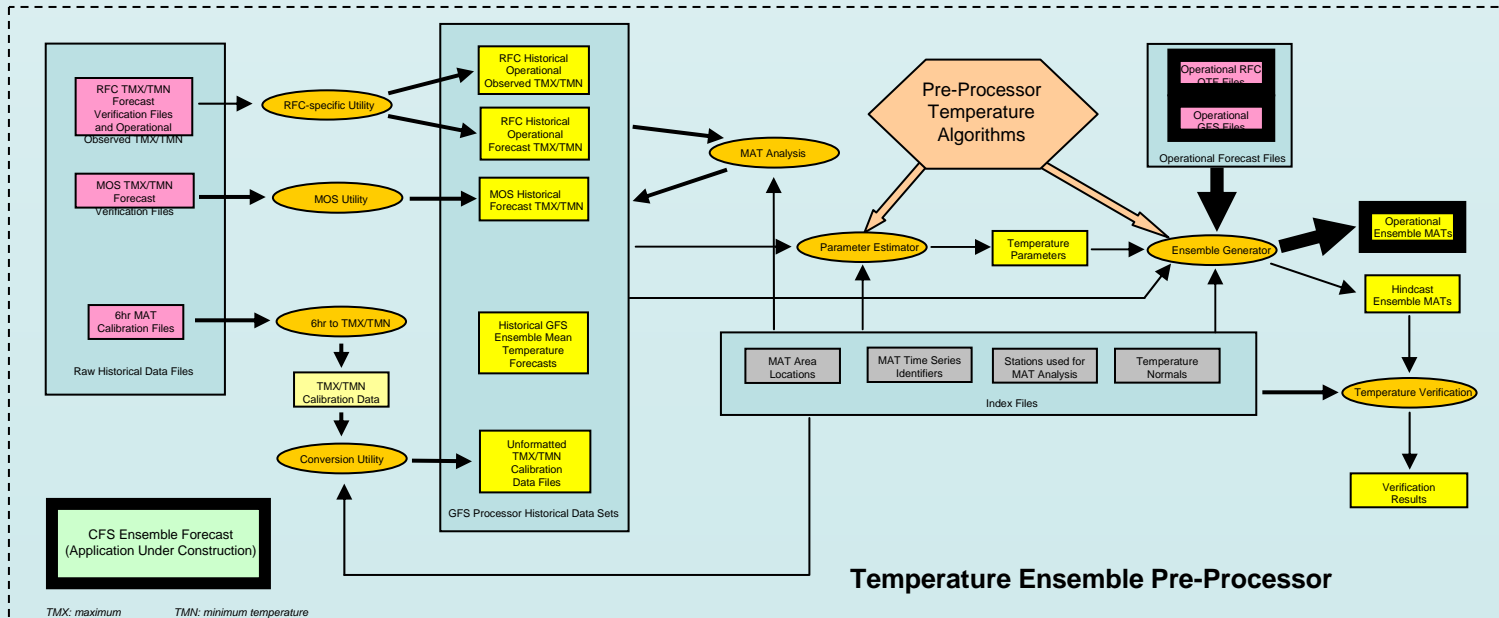 RFC TMX/TMN
Forecast
Verification Files
and Operational
Observed TMX/TMN
MOS TMX/TMN
Forecast
Verification Files
6hr MAT
Calibration Files
Raw Historical Data Files
RFC-specific Utility
MOS Utility
6hr to TMX/TMN
TMX/TMN
Calibration Data
Conversion Utility
RFC Historical
Operational
Observed TMX/TMN
RFC Historical
Operational
Forecast TMX/TMN
MOS Historical
Forecast TMX/TMN
Historical GFS
Ensemble Mean
Temperature
Forecasts
Unformatted
TMX/TMN
Calibration
Data Files
GFS Processor Historical Data Sets
MAT Analysis
Pre-Processor
Temperature
Algorithms
Parameter Estimator
Temperature
Parameters
Operational RFC
QTF Files
Operational
GFS Files
Operational Forecast Files
Ensemble Generator
Operational
Ensemble MATs
Hindcast
Ensemble MATs
MAT Area
Locations
MAT Time Series
Identifiers
Stations used for
MAT Analysis
Temperature
Normals
Index Files
Temperature Verification
Verification
Results
CFS Ensemble Forecast
(Application Under Construction)
Temperature Ensemble Pre-Processor
TMX: maximum TMN: minimum temperature